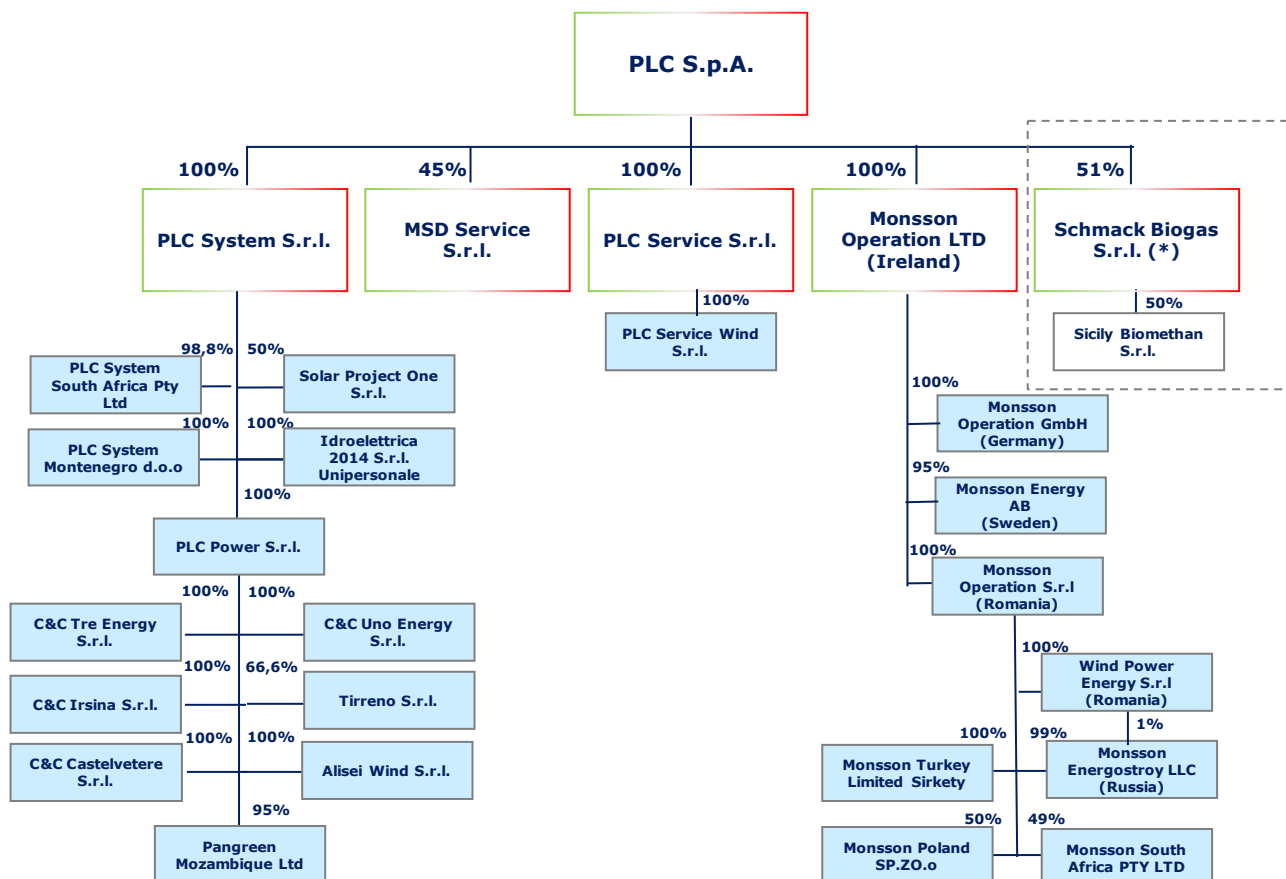 PLC S.p.A.
100%
45%
100%
100%
51%
PLC System S.r.l.
MSD Service
S.r.l.
PLC Service S.r.l.
Monsson
Operation LTD
(Ireland)
Schmack Biogas
S.r.l. (*)
100%
50%
PLC Service Wind
S.r.l.
Sicily Biomethan
S.r.l.
98,8%
50%
PLC System
South Africa Pty
Ltd
Solar Project One
S.r.l.
100%
100%
PLC System
Montenegro d.o.o
Idroelettrica
2014 S.r.l.
Unipersonale
100%
PLC Power S.r.l.
100%
100%
C&C Tre Energy
S.r.l.
C&C Uno Energy
S.r.l.
100%
66,6%
C&C Irsina S.r.l.
Tirreno S.r.l.
100%
100%
C&C Castelvetere
S.r.l.
Alisei Wind S.r.l.
95%
Pangreen
Mozambique Ltd
100%
Monsson
Operation GmbH
(Germany)
95%
Monsson Energy
AB
(Sweden)
100%
Monsson
Operation S.r.l
(Romania)
100%
Wind Power
Energy S.r.l
(Romania)
1%
100%
99%
Monsson Turkey
Limited Sirkety
Monsson
Energostroy LLC
(Russia)
50%
49%
Monsson Poland
SP.ZO.o
Monsson South
Africa PTY LTD